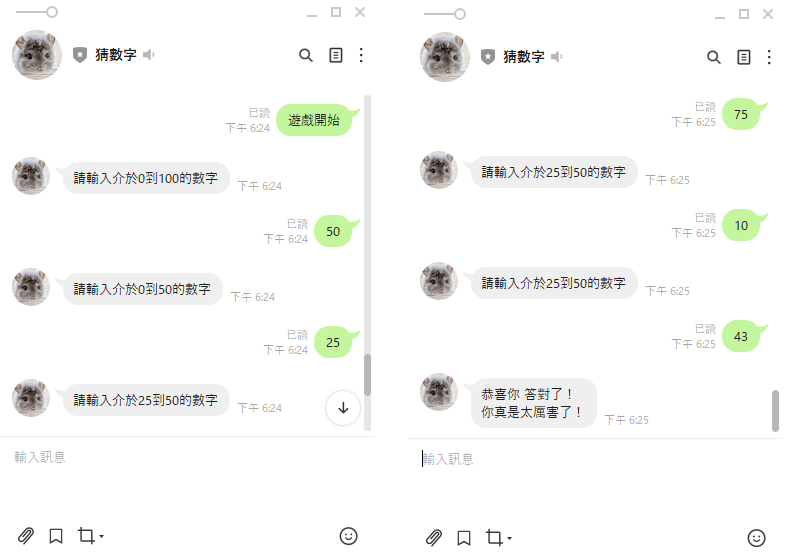 猜數字
已讀
下午 6:24
遊戲開始
請輸入介於0到100的數字
下午 6:24
已讀
下午 6:24
50
請輸入介於0到50的數字
下午 6:24
已讀
下午 6:24
25
請輸入介於25到50的數字
下午 6:24
輸入訊息
猜數字
已讀
下午 6:25
75
請輸入介於25到50的數字
下午 6:25
已讀
下午 6:25
10
請輸入介於25到50的數字
下午 6:25
已讀
下午 6:25
43
恭喜你 答對了！
你真是太厲害了！
下午 6:25
輸入訊息